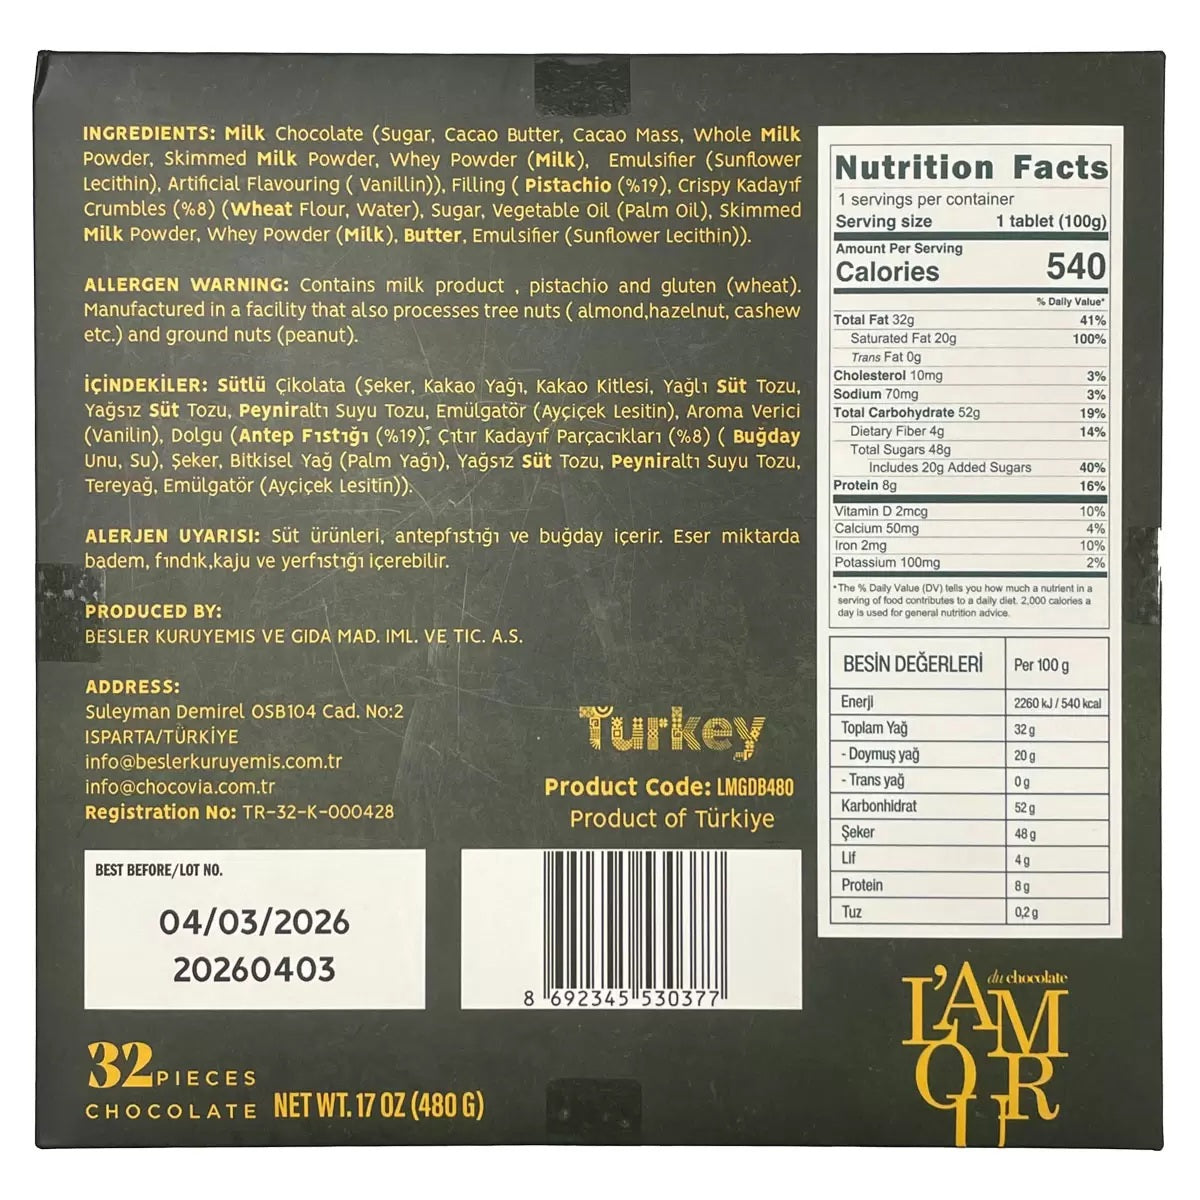 INGREDIENTS: Milk Chocolate (Sugar, Cacao Butter, Cacao Mass, Whole Milk
Powder, Skimmed Milk Powder, Whey Powder (Milk), Emulsifier (Sunflower
Lecithin), Artificial Flavouring ( Vanillin)), Filling ( Pistachio (%19), Crispy Kadayıf
Crumbles (%8) (Wheat Flour, Water), Sugar, Vegetable Oil (Palm Oil), Skimmed
Milk Powder, Whey Powder (Milk), Butter, Emulsifier (Sunflower Lecithin)).
ALLERGEN WARNING: Contains milk product , pistachio and gluten (wheat).
Manufactured in a facility that also processes tree nuts ( almond,hazelnut, cashew
etc.) and ground nuts (peanut).
İÇİNDEKİLER: Sütlü Çikolata (Şeker, Kakao Yağı, Kakao Kitlesi, Yağlı Süt Tozu,
Yağsız Süt Tozu, Peyniraltı Suyu Tozu, Emülgatör (Ayçiçek Lesitin), Aroma Verici
(Vanilin), Dolgu (Antep Fıstığı (%19), Çıtır Kadayıf Parçacıkları (%8) ( Buğday
Unu, Su), Şeker, Bitkisel Yağ (Palm Yağı), Yağsız Süt Tozu, Peyniraltı Suyu Tozu,
Tereyağ, Emülgatör (Ayçiçek Lesitin)).
ALERJEN UYARISI: Süt ürünleri, antepfıstığı ve buğday içerir. Eser miktarda
badem, fındık,kaju ve yerfıstığı içerebilir.
PRODUCED BY:
BESLER KURUYEMIS VE GIDA MAD. IML. VE TIC. A.S.
ADDRESS:
Suleyman Demirel OSB104 Cad. No:2
ISPARTA/TÜRKİYE
info@beslerkuruyemis.com.tr
info@chocovia.com.tr
Registration No: TR-32-K-000428
Turkey
Product Code: LMGDB480
Product of Türkiye
BEST BEFORE/LOT NO.
04/03/2026
20260403
8 692345 530377
32 PIECES
CHOCOLATE NET WT. 17 OZ (480 G)
Nutrition Facts
1 servings per container
Serving size 1 tablet (100g)
Amount Per Serving
Calories 540
% Daily Value*
Total Fat 32g 41%
Saturated Fat 20g 100%
Trans Fat 0g
Cholesterol 10mg 3%
Sodium 70mg 3%
Total Carbohydrate 52g 19%
Dietary Fiber 4g 14%
Total Sugars 48g
Includes 20g Added Sugars 40%
Protein 8g 16%
Vitamin D 2mcg 10%
Calcium 50mg 4%
Iron 2mg 10%
Potassium 100mg 2%
*The % Daily Value (DV) tells you how much a nutrient in a
serving of food contributes to a daily diet. 2,000 calories a
day is used for general nutrition advice.
BESİN DEĞERLERİ Per 100 g
Enerji 2260 kJ / 540 kcal
Toplam Yağ 32 g
- Doymuş yağ 20 g
- Trans yağ 0 g
Karbonhidrat 52 g
Şeker 48 g
Lif 4 g
Protein 8 g
Tuz 0,2 g
L'AMOUR
du chocolate